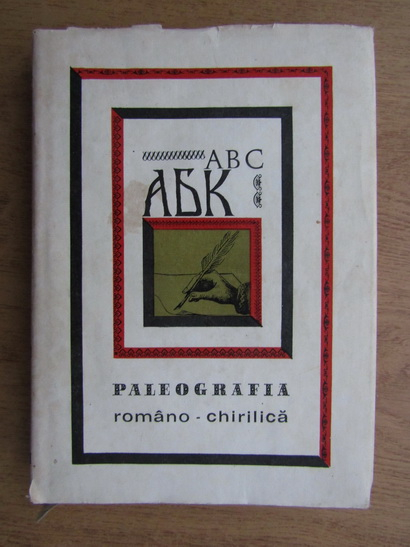 ABC
АБК
PALEOGRAFIA
româno - chirilică